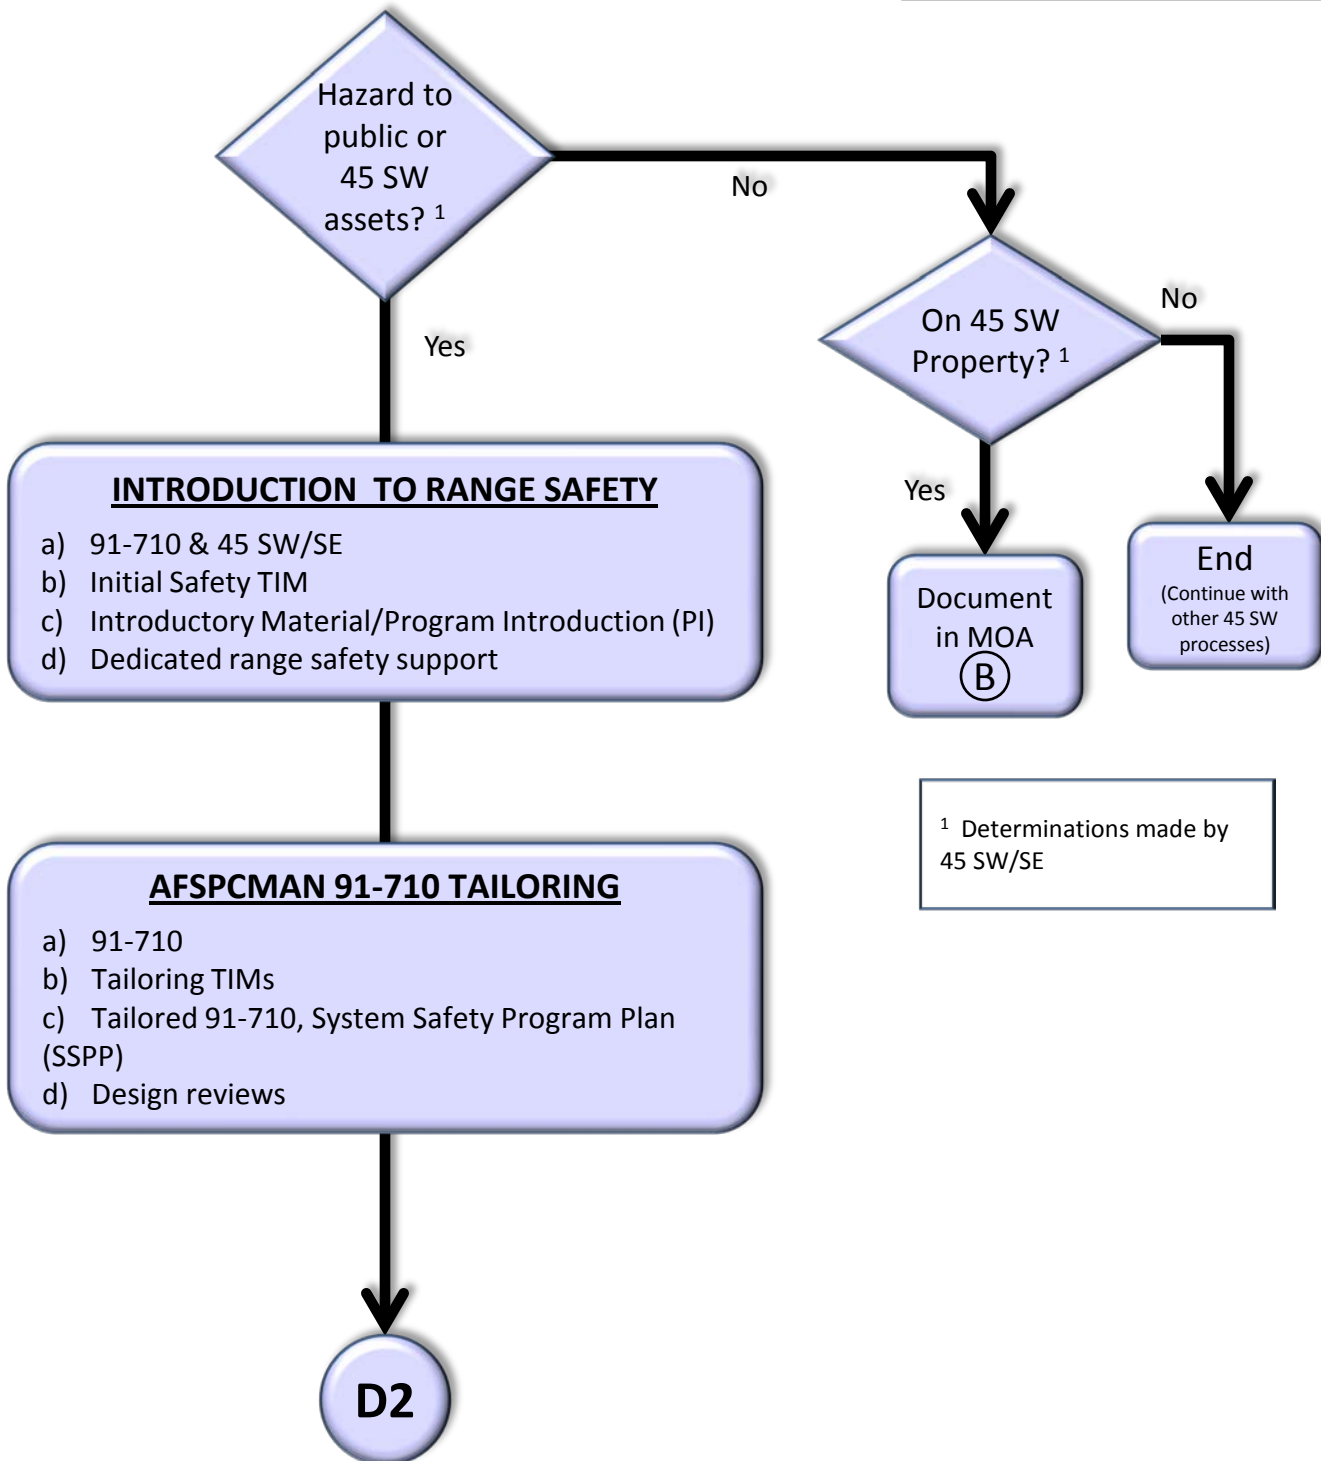 Hazard to
public or
45 SW
assets? 1
No
Yes
On 45 SW
Property? 1
No
Yes
INTRODUCTION TO RANGE SAFETY
a) 91-710 & 45 SW/SE
b) Initial Safety TIM
c) Introductory Material/Program Introduction (PI)
d) Dedicated range safety support
Document
in MOA
B
End
(Continue with
other 45 SW
processes)
1 Determinations made by
45 SW/SE
AFSPCMAN 91-710 TAILORING
a) 91-710
b) Tailoring TIMs
c) Tailored 91-710, System Safety Program Plan
(SSPP)
d) Design reviews
D2